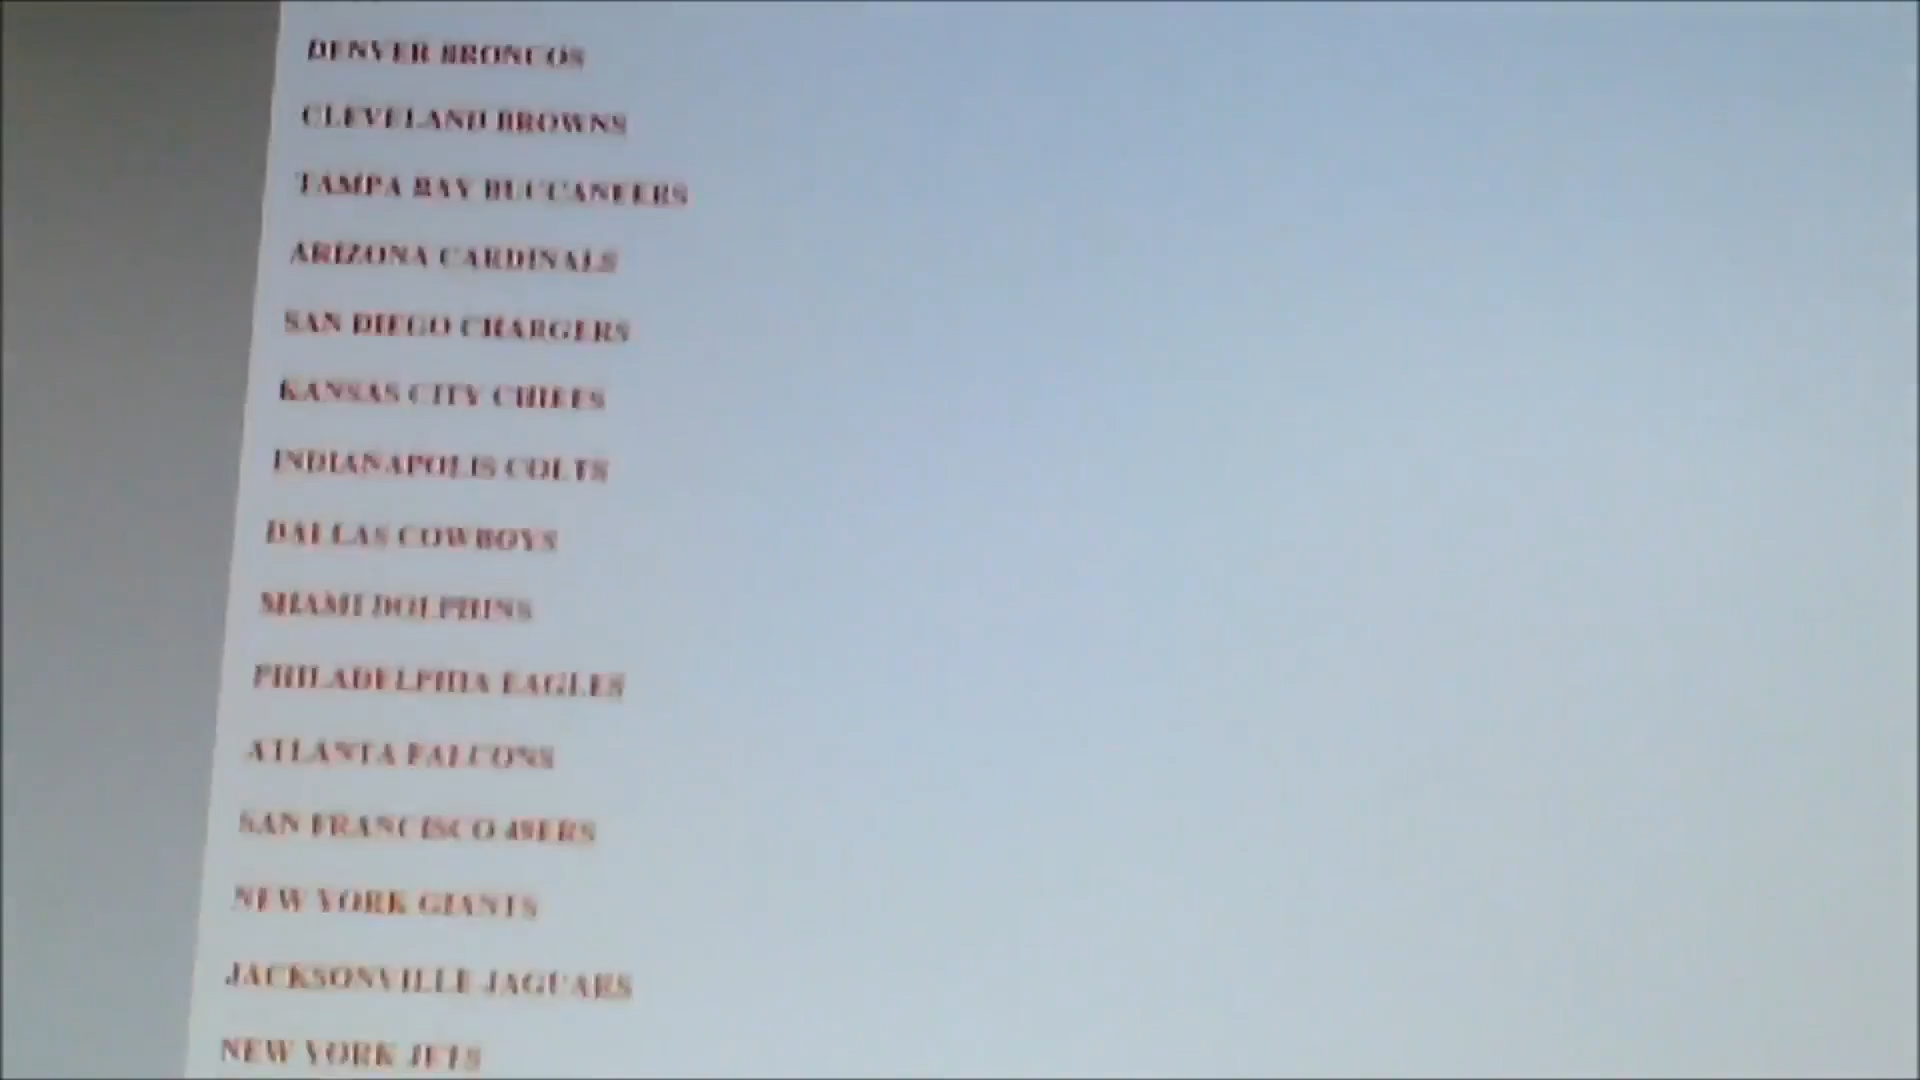 DENVER BRONCOS
CLEVELAND BROWNS
TAMPA BAY BUCCANEERS
ARIZONA CARDINALS
SAN DIEGO CHARGERS
KANSAS CITY CHIEFS
INDIANAPOLIS COLTS
DALLAS COWBOYS
MIAMI DOLPHINS
PHILADELPHIA EAGLES
ATLANTA FALCONS
SAN FRANCISCO 49ERS
NEW YORK GIANTS
JACKSONVILLE JAGUARS
NEW YORK JETS